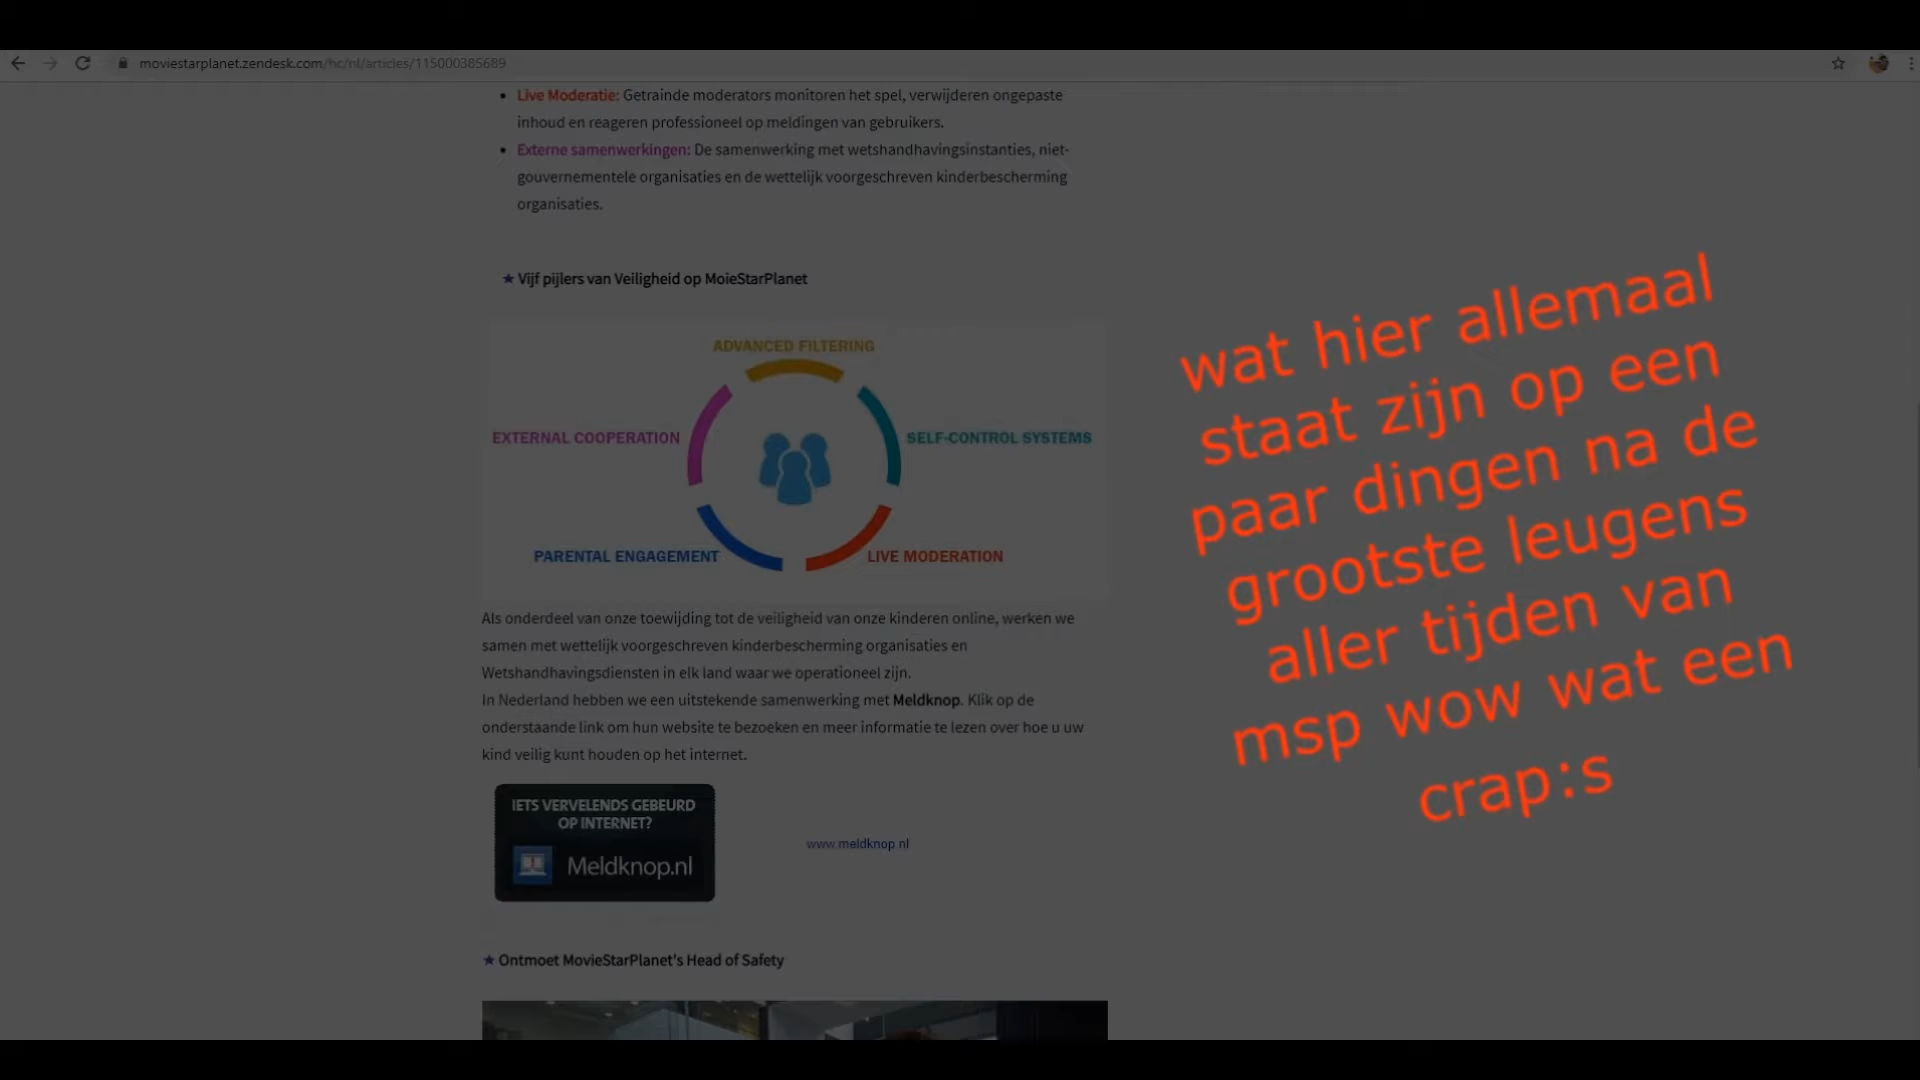 moviestarplanet.zendesk.com/hc/nl/articles/115000385689
Live Moderatie: Getrainde moderators monitoren het spel, verwijderen ongepaste
inhoud en reageren professioneel op meldingen van gebruikers.
Externe samenwerkingen: De samenwerking met wetshandhavingsinstanties, niet-
gouvernementele organisaties en de wettelijk voorgeschreven kinderbescherming
organisaties.
★ Vijf pijlers van Veiligheid op MoieStarPlanet
ADVANCED FILTERING
EXTERNAL COOPERATION
SELF-CONTROL SYSTEMS
PARENTAL ENGAGEMENT
LIVE MODERATION
Als onderdeel van onze toewijding tot de veiligheid van onze kinderen online, werken we
samen met wettelijk voorgeschreven kinderbescherming organisaties en
Wetshandhavingsdiensten in elk land waar we operationeel zijn.
In Nederland hebben we een uitstekende samenwerking met Meldknop. Klik op de
onderstaande link om hun website te bezoeken en meer informatie te lezen over hoe u uw
kind veilig kunt houden op het internet.
IETS VERVELENDS GEBEURD
OP INTERNET?
Meldknop.nl
www.meldknop.nl
★ Ontmoet MovieStarPlanet's Head of Safety
wat hier allemaal
staat zijn op een
paar dingen na de
grootste leugens
aller tijden van
msp wow wat een
crap:s